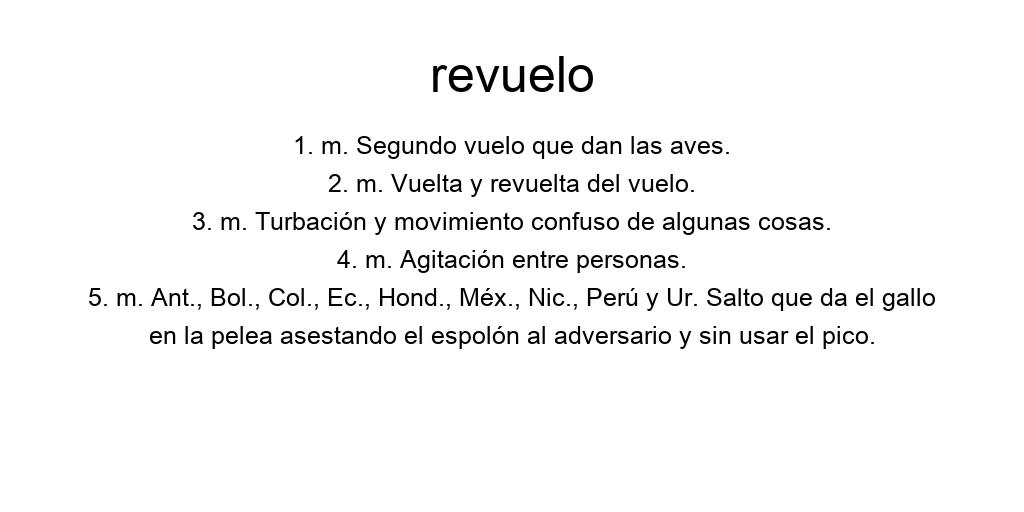 revuelo
1. m. Segundo vuelo que dan las aves.
2. m. Vuelta y revuelta del vuelo.
3. m. Turbación y movimiento confuso de algunas cosas.
4. m. Agitación entre personas.
5. m. Ant., Bol., Col., Ec., Hond., Méx., Nic., Perú y Ur. Salto que da el gallo
en la pelea asestando el espolón al adversario y sin usar el pico.